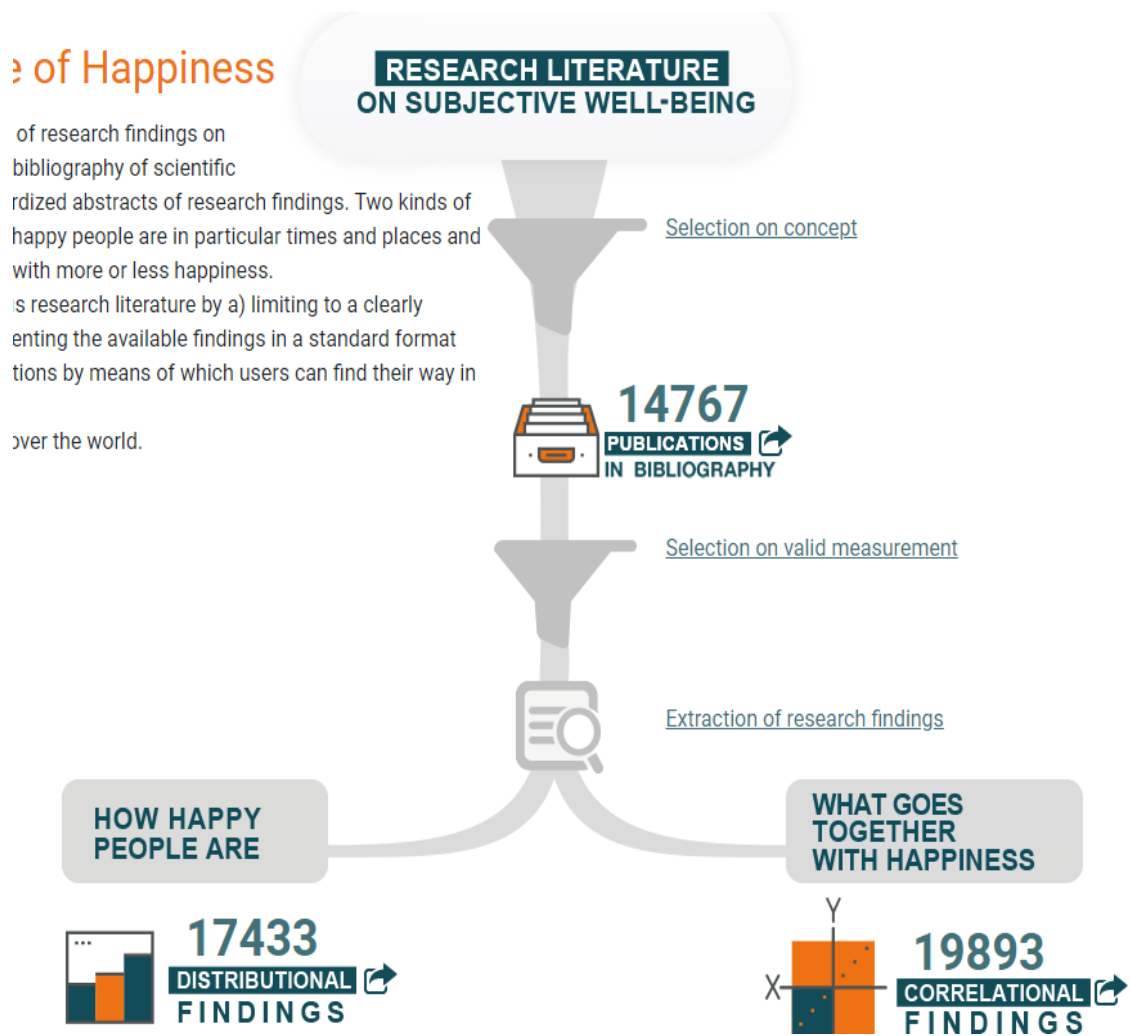 e of Happiness
of research findings on
bibliography of scientific
rdized abstracts of research findings. Two kinds of
happy people are in particular times and places and
with more or less happiness.
s research literature by a) limiting to a clearly
enting the available findings in a standard format
tions by means of which users can find their way in
over the world.
RESEARCH LITERATURE
ON SUBJECTIVE WELL-BEING
Selection on concept
14767
PUBLICATIONS
IN BIBLIOGRAPHY
Selection on valid measurement
Extraction of research findings
HOW HAPPY
PEOPLE ARE
WHAT GOES
TOGETHER
WITH HAPPINESS
17433
DISTRIBUTIONAL
FINDINGS
Y
X
19893
CORRELATIONAL
FINDINGS